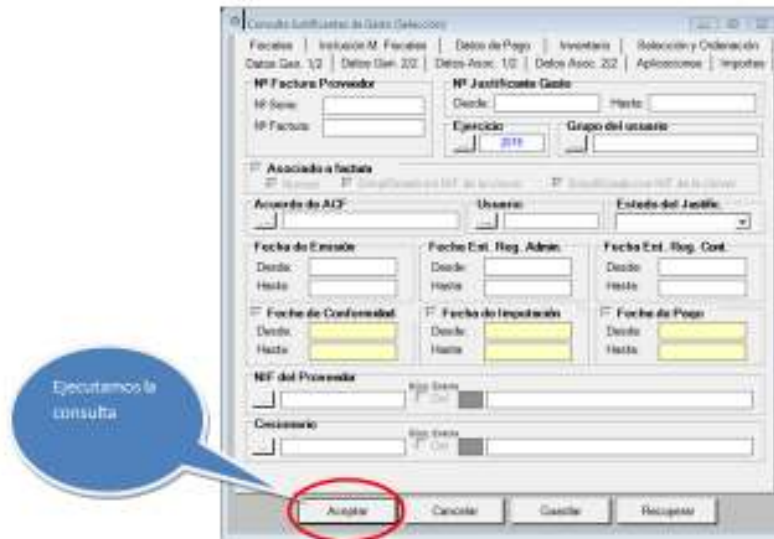 Consulta Justificantes de Gasto (Selección)
Fiscales | Inclusión M. Fiscales | Datos de Pago | Inventario | Selección y Ordenación
Datos Gen. 1/2 | Datos Gen. 2/2 | Datos Asoc. 1/2 | Datos Asoc. 2/2 | Aplicaciones | Importes
Nº Factura Proveedor
Nº Justificante Gasto
Nº Serie:
Desde:
Hasta:
Nº Factura:
Ejercicio
Grupo del usuario
...
...
Asociado a factura
Acuerdo de ACF
Usuario
Estado del Justific.
...
...
Fecha de Emisión
Fecha Ent. Reg. Admin.
Fecha Ent. Reg. Cont.
Desde:
Desde:
Desde:
Hasta:
Hasta:
Hasta:
Fecha de Conformidad
Fecha de Imputación
Fecha de Pago
Desde:
Desde:
Desde:
Hasta:
Hasta:
Hasta:
NIF del Proveedor
...
Cesionario
...
Ejecutamos la
consulta
Aceptar
Cancelar
Guardar
Recuperar